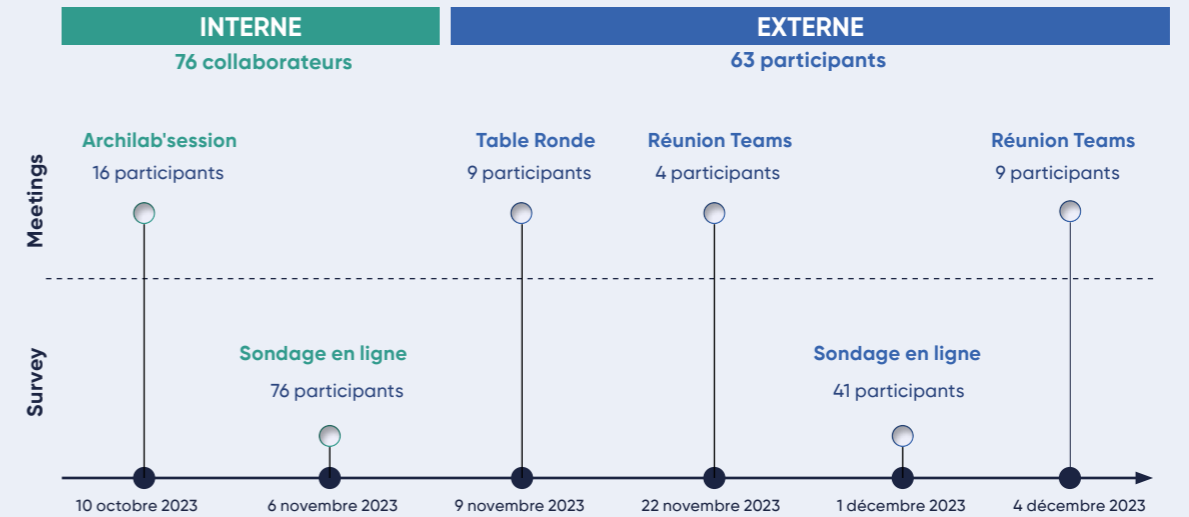 INTERNE
EXTERNE
76 collaborateurs
63 participants
Meetings
Archilab'session
16 participants
Table Ronde
9 participants
Réunion Teams
4 participants
Réunion Teams
9 participants
Survey
Sondage en ligne
76 participants
Sondage en ligne
41 participants
10 octobre 2023
6 novembre 2023
9 novembre 2023
22 novembre 2023
1 décembre 2023
4 décembre 2023